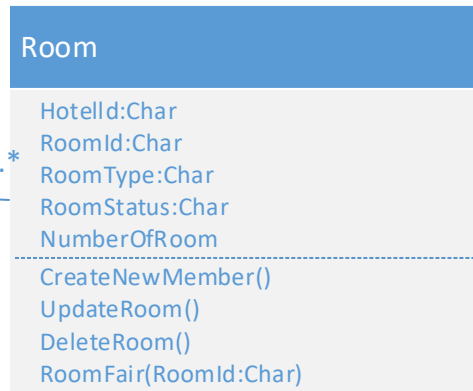 Room
HotelId:Char
RoomId:Char
.*
RoomType:Char
RoomStatus:Char
NumberOfRoom
CreateNewMember()
UpdateRoom()
DeleteRoom()
RoomFair(RoomId:Char)